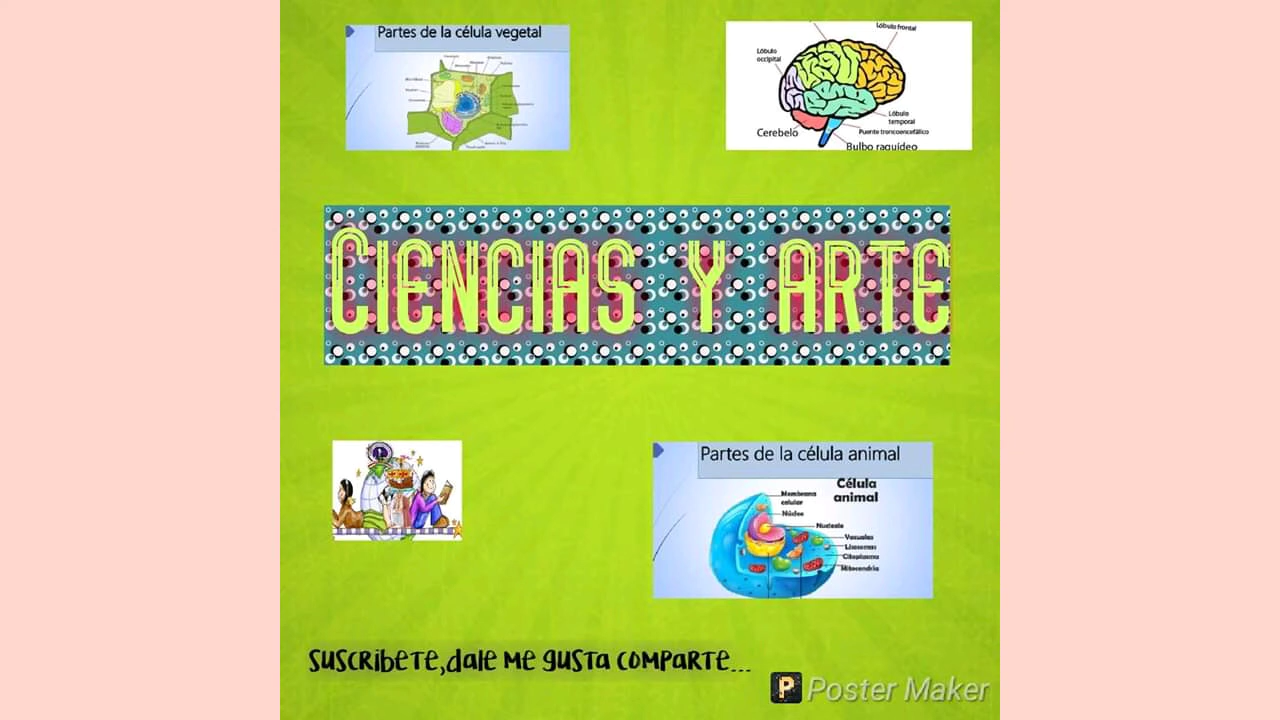 Partes de la célula vegetal
Lóbulo frontal
Lóbulo
occipital
Lóbulo
temporal
Cerebelo
Puente troncoencefálico
Bulbo raquídeo
Ciencias y arte
Partes de la célula animal
Célula
animal
Membrana
celular
Núcleo
Nucleolo
Vacuolas
Lisosomas
Citoplasma
Mitocondria
SUSCRIBETE,DALE ME GUSTA COMPARTE...
P Poster Maker